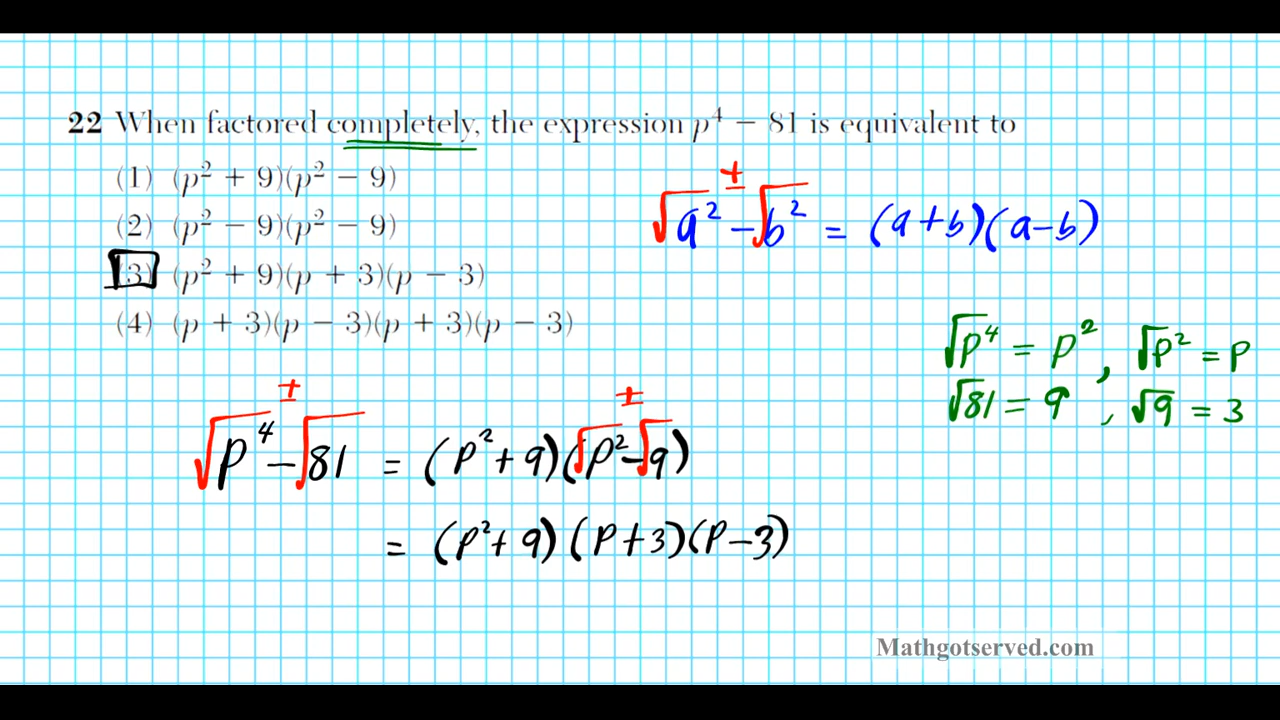 22 When factored completely, the expression p⁴ − 81 is equivalent to
(1) (p² + 9)(p² − 9)
(2) (p² − 9)(p² − 9)
(3) (p² + 9)(p + 3)(p − 3)
(4) (p + 3)(p − 3)(p + 3)(p − 3)
±
√a² − √b² = (a+b)(a−b)
√p⁴ = p² , √p² = p
√81 = 9 , √9 = 3
± ±
√p⁴ − √81 = (p² + 9)(√p² − √9)
= (p² + 9)(p + 3)(p − 3)
Mathgotserved.com